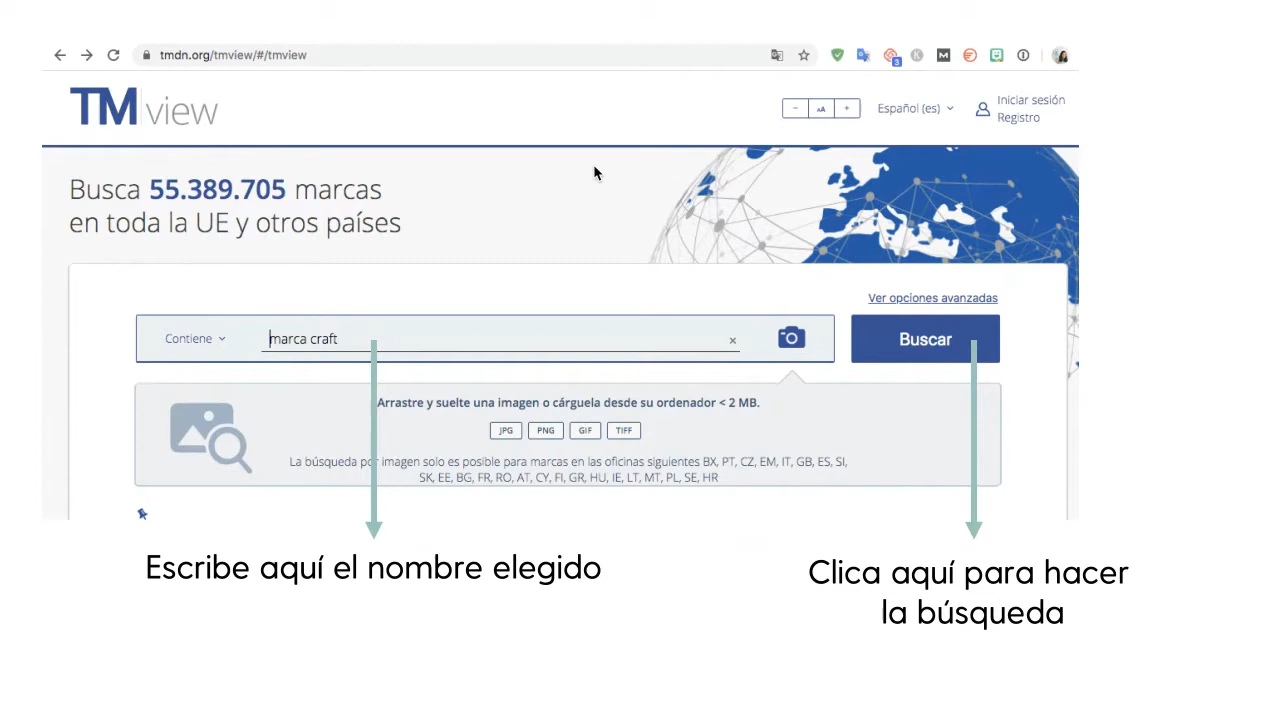 tmdn.org/tmview/#/tmview
3
TM view
- AA +
Español (es)
Iniciar sesión
Registro
Busca 55.389.705 marcas
en toda la UE y otros países
Ver opciones avanzadas
Contiene
marca craft
×
Buscar
Arrastre y suelte una imagen o cárguela desde su ordenador < 2 MB.
JPG PNG GIF TIFF
La búsqueda por imagen solo es posible para marcas en las oficinas siguientes BX, PT, CZ, EM, IT, GB, ES, SI,
SK, EE, BG, FR, RO, AT, CY, FI, GR, HU, IE, LT, MT, PL, SE, HR
Escribe aquí el nombre elegido
Clica aquí para hacer
la búsqueda